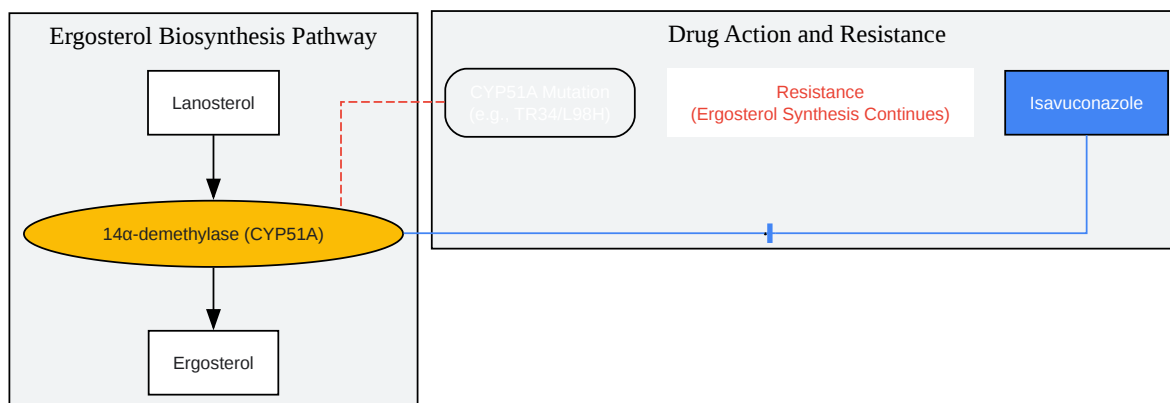 Ergosterol Biosynthesis Pathway
Lanosterol
14α-demethylase (CYP51A)
Ergosterol
Drug Action and Resistance
CYP51A Mutation
(e.g., TR34/L98H)
Resistance
(Ergosterol Synthesis Continues)
Isavuconazole